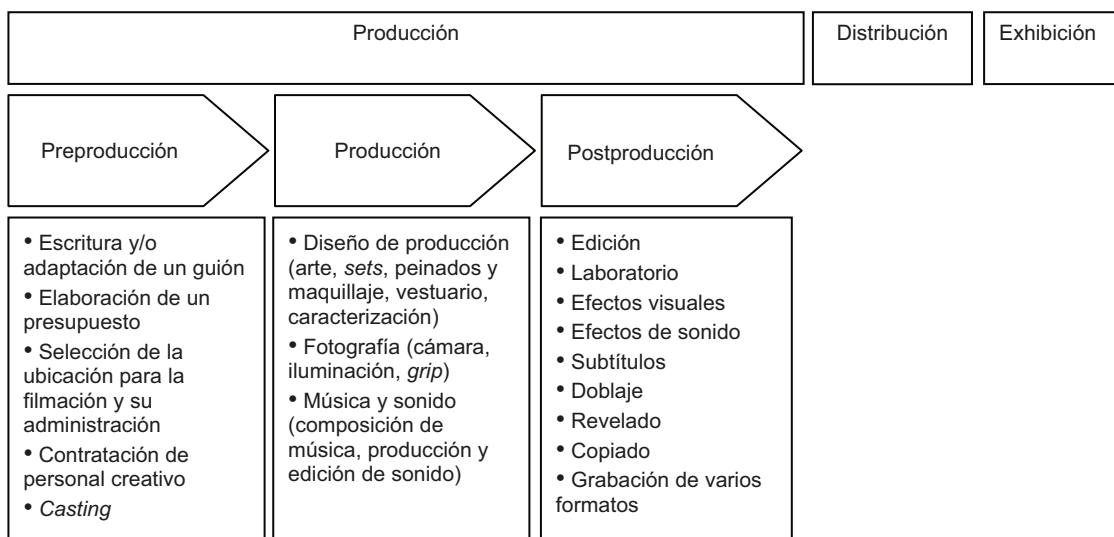 Producción
Distribución
Exhibición
Preproducción
Producción
Postproducción
• Escritura y/o
adaptación de un guión
• Elaboración de un
presupuesto
• Selección de la
ubicación para la
filmación y su
administración
• Contratación de
personal creativo
• Casting
• Diseño de producción
(arte, sets, peinados y
maquillaje, vestuario,
caracterización)
• Fotografía (cámara,
iluminación, grip)
• Música y sonido
(composición de
música, producción y
edición de sonido)
• Edición
• Laboratorio
• Efectos visuales
• Efectos de sonido
• Subtítulos
• Doblaje
• Revelado
• Copiado
• Grabación de varios
formatos